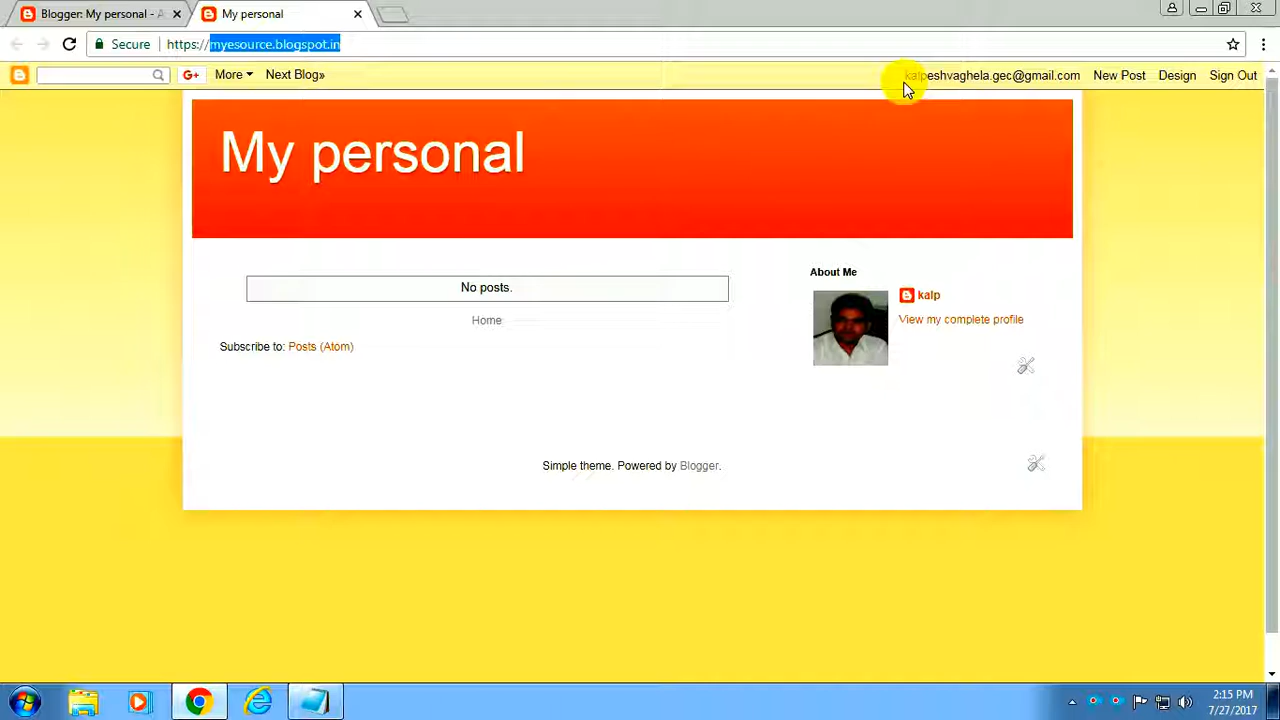 Blogger: My personal - A
My personal
Secure
https://myesource.blogspot.in
G+
More
Next Blog»
kalpeshvaghela.gec@gmail.com
New Post
Design
Sign Out
My personal
No posts.
Home
Subscribe to: Posts (Atom)
About Me
kalp
View my complete profile
Simple theme. Powered by Blogger.
2:15 PM
7/27/2017